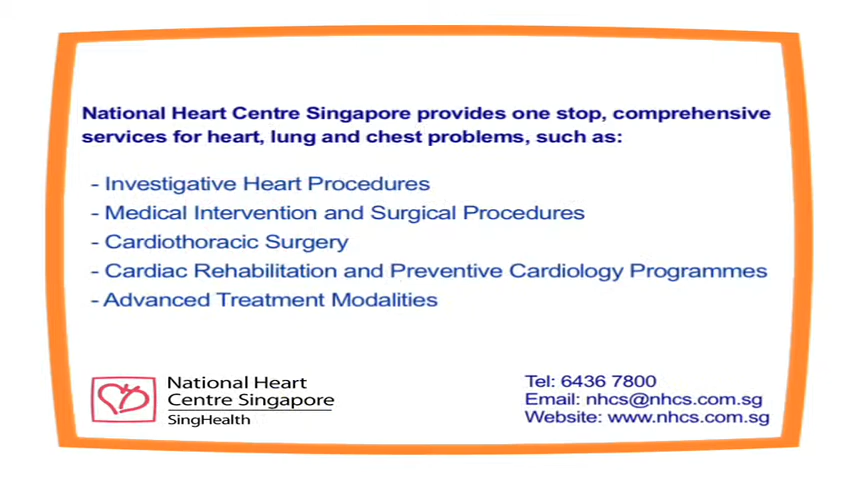 National Heart Centre Singapore provides one stop, comprehensive
services for heart, lung and chest problems, such as:
- Investigative Heart Procedures
- Medical Intervention and Surgical Procedures
- Cardiothoracic Surgery
- Cardiac Rehabilitation and Preventive Cardiology Programmes
- Advanced Treatment Modalities
National Heart
Centre Singapore
SingHealth
Tel: 6436 7800
Email: nhcs@nhcs.com.sg
Website: www.nhcs.com.sg